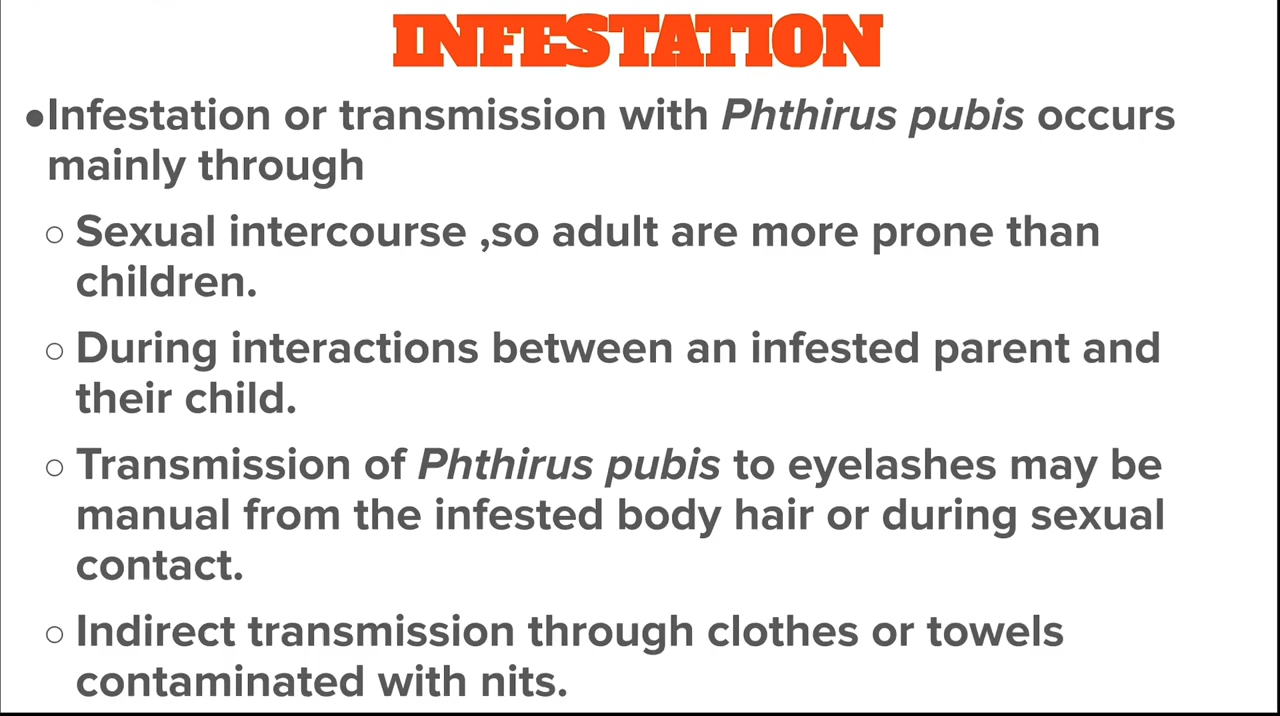 INFESTATION
●Infestation or transmission with Phthirus pubis occurs
mainly through
○ Sexual intercourse ,so adult are more prone than
children.
○ During interactions between an infested parent and
their child.
○ Transmission of Phthirus pubis to eyelashes may be
manual from the infested body hair or during sexual
contact.
○ Indirect transmission through clothes or towels
contaminated with nits.